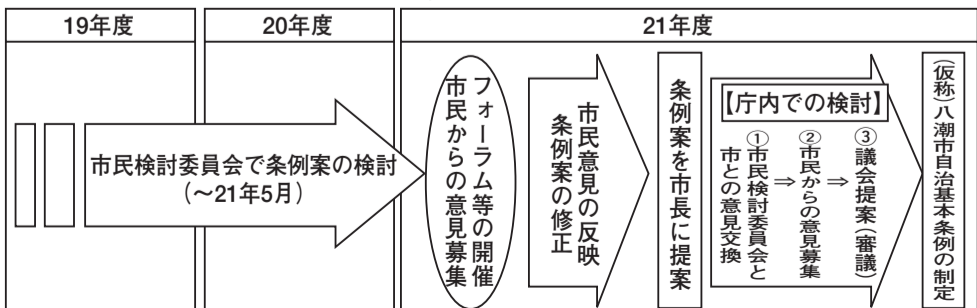 19年度
20年度
21年度
市民検討委員会で条例案の検討
（～21年5月）
フォーラム等の開催
市民からの意見募集
市民意見の反映
条例案の修正
条例案を市長に提案
【庁内での検討】
①市民検討委員会と
市との意見交換
⇒
②市民からの意見募集
⇒
③議会提案（審議）
（仮称）八潮市自治基本条例の制定